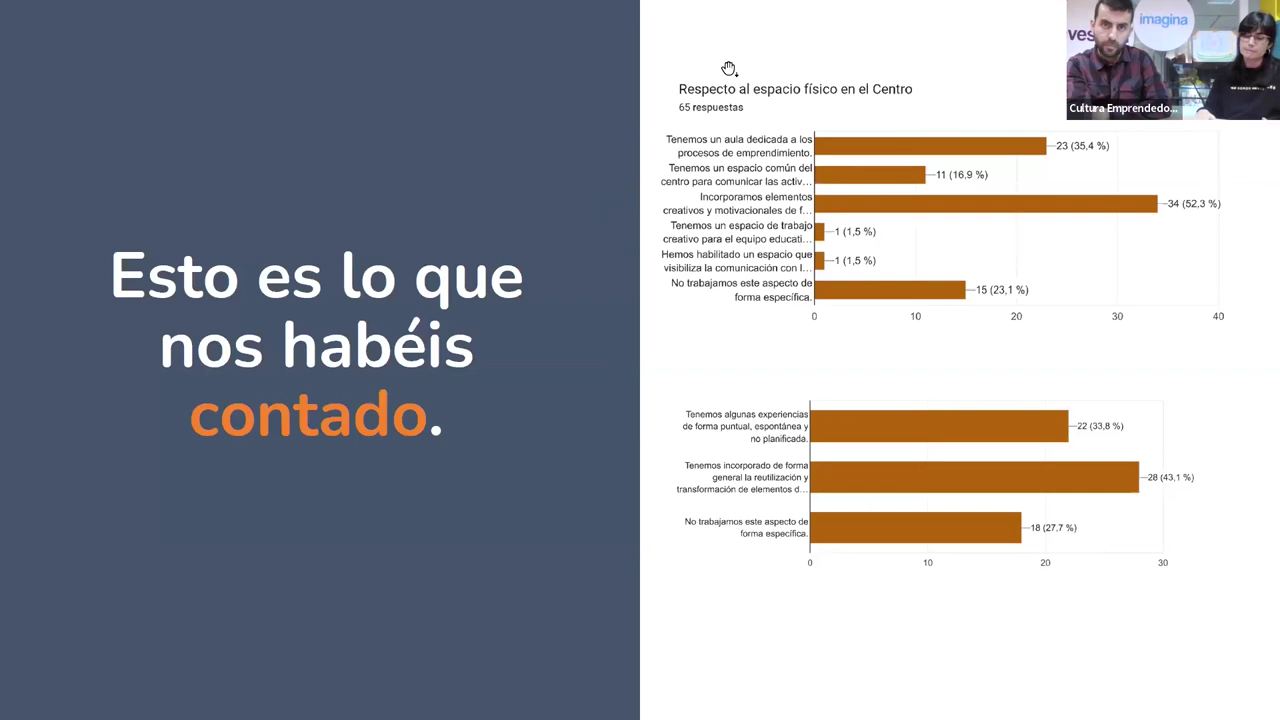 Esto es lo que
nos habéis
contado.
Respecto al espacio físico en el Centro
65 respuestas
Tenemos un aula dedicada a los
procesos de emprendimiento.
23 (35,4 %)
Tenemos un espacio común del
centro para comunicar las activ…
11 (16,9 %)
Incorporamos elementos
creativos y motivacionales de f…
34 (52,3 %)
Tenemos un espacio de trabajo
creativo para el equipo educati…
1 (1,5 %)
Hemos habilitado un espacio que
visibiliza la comunicación con l…
1 (1,5 %)
No trabajamos este aspecto de
forma específica.
15 (23,1 %)
0 10 20 30 40
Tenemos algunas experiencias
de forma puntual, espontánea y
no planificada.
22 (33,8 %)
Tenemos incorporado de forma
general la reutilización y
transformación de elementos d…
28 (43,1 %)
No trabajamos este aspecto de
forma específica.
18 (27,7 %)
0 10 20 30
imagina
Cultura Emprendedo...